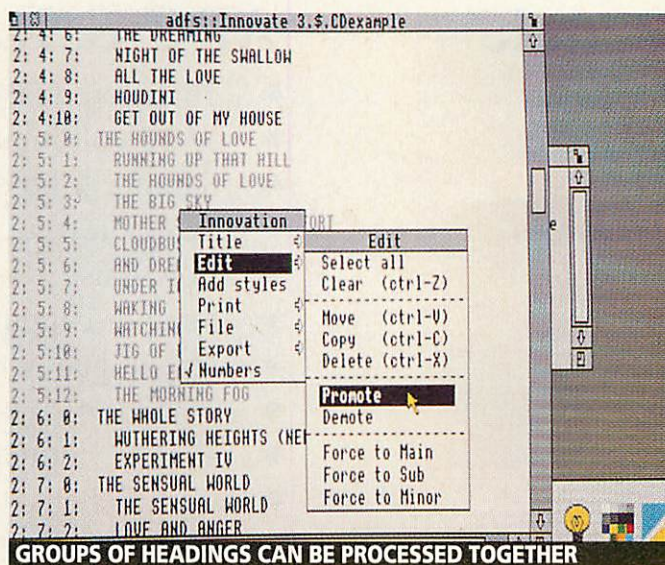 adfs::Innovate 3.$.CDexample
2: 4: 6: THE DREAMING
2: 4: 7: NIGHT OF THE SWALLOW
2: 4: 8: ALL THE LOVE
2: 4: 9: HOUDINI
2: 4:10: GET OUT OF MY HOUSE
2: 5: 0: THE HOUNDS OF LOVE
2: 5: 1: RUNNING UP THAT HILL
2: 5: 2: THE HOUNDS OF LOVE
2: 5: 3: THE BIG SKY
2: 5: 4: MOTHER ORT
2: 5: 5: CLOUDBU
2: 5: 6: AND DRE
2: 5: 7: UNDER I
2: 5: 8: WAKING
2: 5: 9: WATCHIN
2: 5:10: JIG OF
2: 5:11: HELLO E
2: 5:12: THE MORNING FOG
2: 6: 0: THE WHOLE STORY
2: 6: 1: WUTHERING HEIGHTS (NE
2: 6: 2: EXPERIMENT IV
2: 7: 0: THE SENSUAL WORLD
2: 7: 1: THE SENSUAL WORLD
2: 7: 2: LOVE AND ANGER
Innovation
Title
Edit
Add styles
Print
File
Export
√Numbers
Edit
Select all
Clear (ctrl-Z)
Move (ctrl-V)
Copy (ctrl-C)
Delete (ctrl-X)
Promote
Demote
Force to Main
Force to Sub
Force to Minor
e
GROUPS OF HEADINGS CAN BE PROCESSED TOGETHER